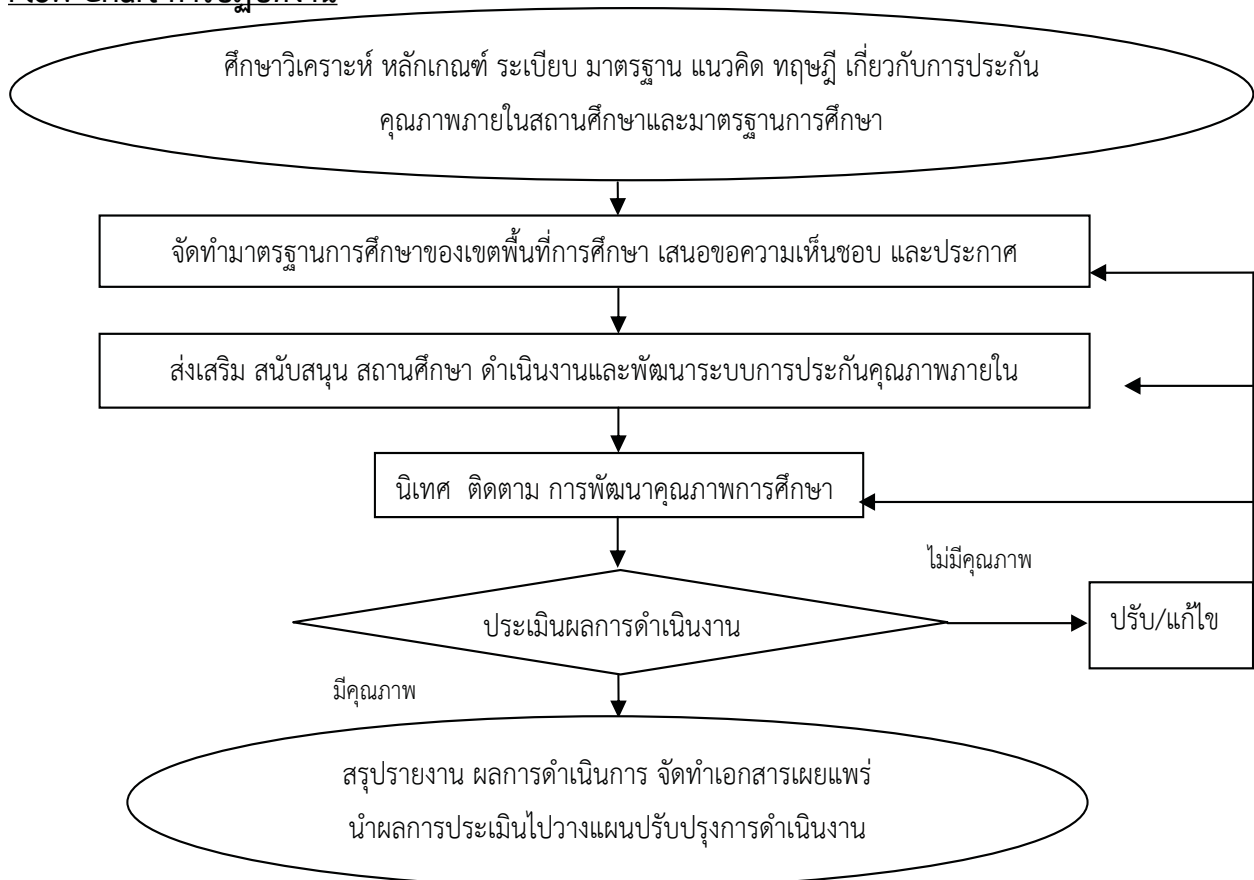 ศึกษาวิเคราะห์ หลักเกณฑ์ ระเบียบ มาตรฐาน แนวคิด ทฤษฎี เกี่ยวกับการประกัน
คุณภาพภายในสถานศึกษาและมาตรฐานการศึกษา
จัดทำมาตรฐานการศึกษาของเขตพื้นที่การศึกษา เสนอขอความเห็นชอบ และประกาศ
ส่งเสริม สนับสนุน สถานศึกษา ดำเนินงานและพัฒนาระบบการประกันคุณภาพภายใน
นิเทศ ติดตาม การพัฒนาคุณภาพการศึกษา
ไม่มีคุณภาพ
ประเมินผลการดำเนินงาน
ปรับ/แก้ไข
มีคุณภาพ
สรุปรายงาน ผลการดำเนินการ จัดทำเอกสารเผยแพร่
นำผลการประเมินไปวางแผนปรับปรุงการดำเนินงาน